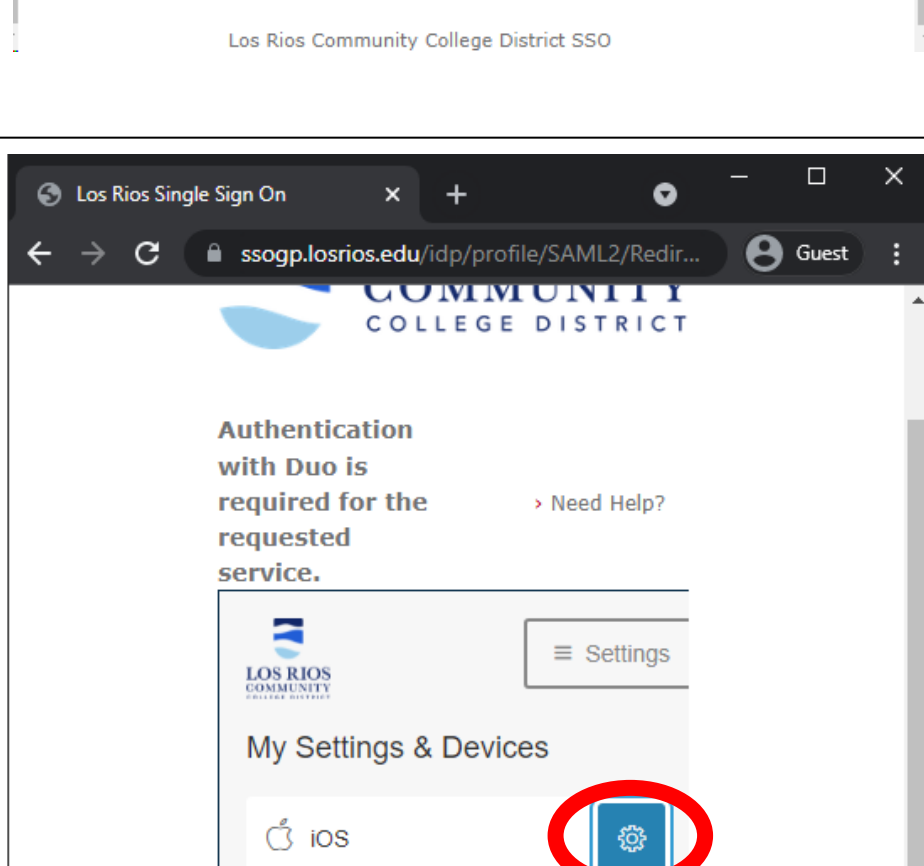 Los Rios Community College District SSO
Los Rios Single Sign On
ssogp.losrios.edu/idp/profile/SAML2/Redir...
Guest
COMMUNITY
COLLEGE DISTRICT
Authentication
with Duo is
required for the
requested
service.
› Need Help?
LOS RIOS
COMMUNITY
COLLEGE DISTRICT
≡ Settings
My Settings & Devices
iOS